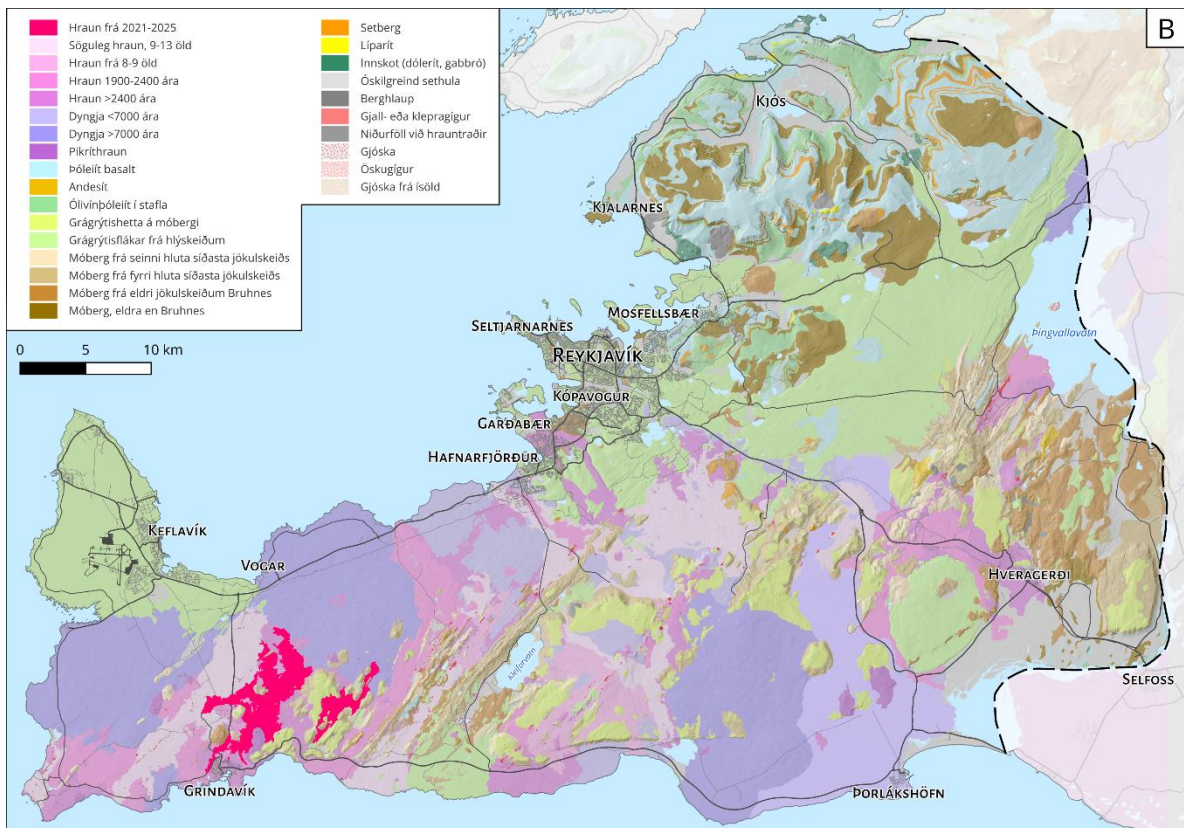 B
Hraun frá 2021-2025
Söguleg hraun, 9-13 öld
Hraun frá 8-9 öld
Hraun 1900-2400 ára
Hraun >2400 ára
Dyngja <7000 ára
Dyngja >7000 ára
Pikríthraun
Þóleiít basalt
Andesít
Ólivínþóleiít í stafla
Grágrýtishetta á móbergi
Grágrýtisflákar frá hlýskeiðum
Móberg frá seinni hluta síðasta jökulskeiðs
Móberg frá fyrri hluta síðasta jökulskeiðs
Móberg frá eldri jökulskeiðum Bruhnes
Móberg, eldra en Bruhnes
Setberg
Líparít
Innskot (dólerít, gabbró)
Óskilgreind sethula
Berghlaup
Gjall- eða klepragígur
Niðurföll við hrauntraðir
Gjóska
Öskugígur
Gjóska frá ísöld
0 5 10 km
Kjós
Kjalarnes
Mosfellsbær
Seltjarnarnes
Reykjavík
Þingvallavatn
Kópavogur
Garðabær
Hafnarfjörður
Keflavík
Vogar
Hveragerði
Kleifarvatn
Selfoss
Grindavík
Þorlákshöfn